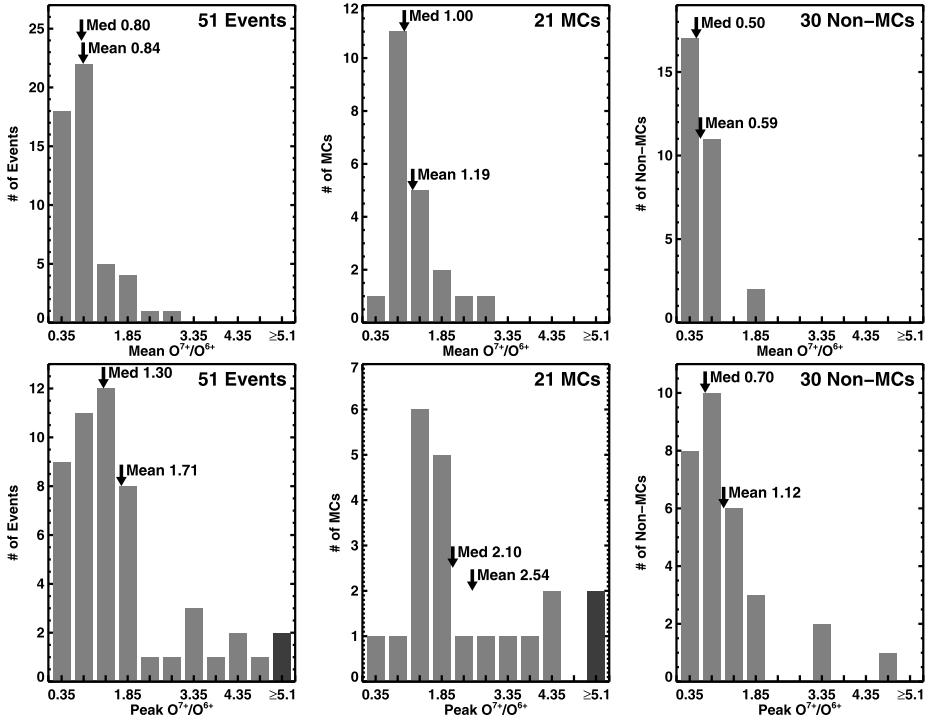 51 Events
Med 0.80
Mean 0.84
# of Events
25
20
15
10
5
0
0.35 1.85 3.35 4.35 ≥5.1
Mean O⁷⁺/O⁶⁺
21 MCs
Med 1.00
Mean 1.19
# of MCs
12
10
8
6
4
2
0
0.35 1.85 3.35 4.35 ≥5.1
Mean O⁷⁺/O⁶⁺
30 Non−MCs
Med 0.50
Mean 0.59
# of Non−MCs
15
10
5
0
0.35 1.85 3.35 4.35 ≥5.1
Mean O⁷⁺/O⁶⁺
51 Events
Med 1.30
Mean 1.71
# of Events
12
10
8
6
4
2
0
0.35 1.85 3.35 4.35 ≥5.1
Peak O⁷⁺/O⁶⁺
21 MCs
Med 2.10
Mean 2.54
# of MCs
7
6
5
4
3
2
1
0
0.35 1.85 3.35 4.35 ≥5.1
Peak O⁷⁺/O⁶⁺
30 Non−MCs
Med 0.70
Mean 1.12
# of Non−MCs
10
8
6
4
2
0
0.35 1.85 3.35 4.35 ≥5.1
Peak O⁷⁺/O⁶⁺